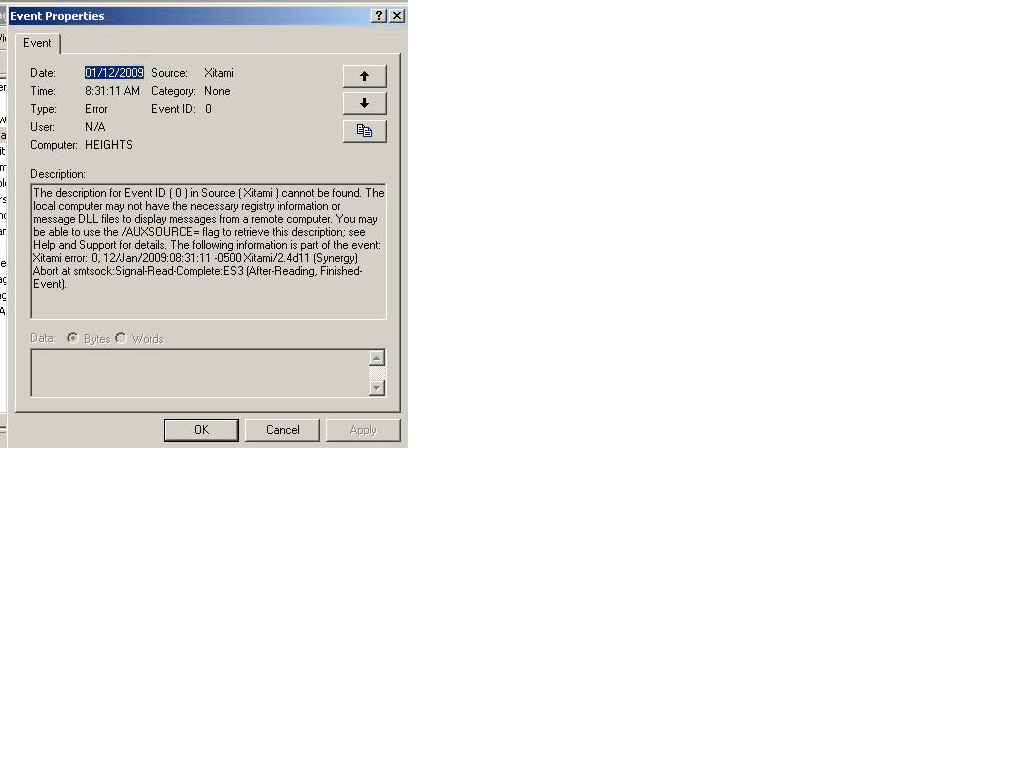 Event Properties
Event
Date: 01/12/2009 Source: Xitami
Time: 8:31:11 AM Category: None
Type: Error Event ID: 0
User: N/A
Computer: HEIGHTS
Description:
The description for Event ID ( 0 ) in Source ( Xitami ) cannot be found. The
local computer may not have the necessary registry information or
message DLL files to display messages from a remote computer. You may
be able to use the /AUXSOURCE= flag to retrieve this description; see
Help and Support for details. The following information is part of the event:
Xitami error: 0, 12/Jan/2009:08:31:11 -0500 Xitami/2.4d11 (Synergy)
Abort at smtsock:Signal-Read-Complete:ES3 (After-Reading, Finished-
Event).
Data: Bytes Words
OK Cancel Apply